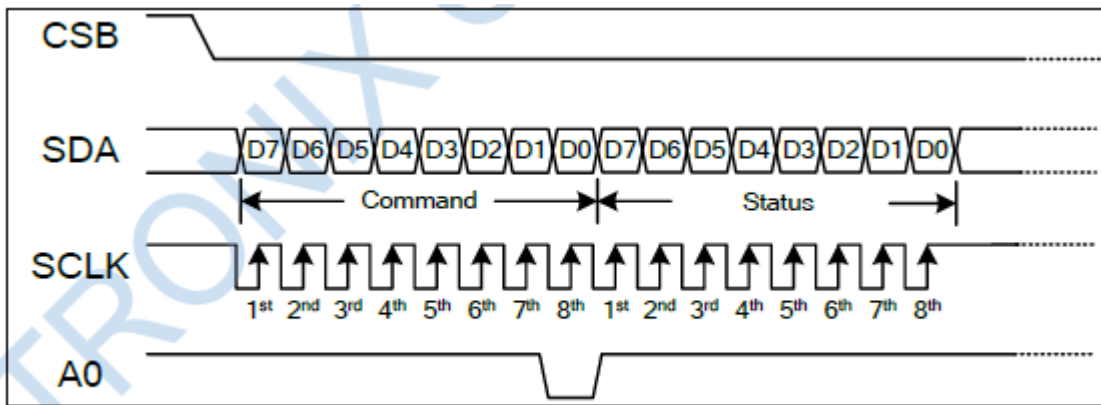 CSB
SDA D7 D6 D5 D4 D3 D2 D1 D0 D7 D6 D5 D4 D3 D2 D1 D0
Command Status
SCLK
1st 2nd 3rd 4th 5th 6th 7th 8th 1st 2nd 3rd 4th 5th 6th 7th 8th
A0
TRONIX